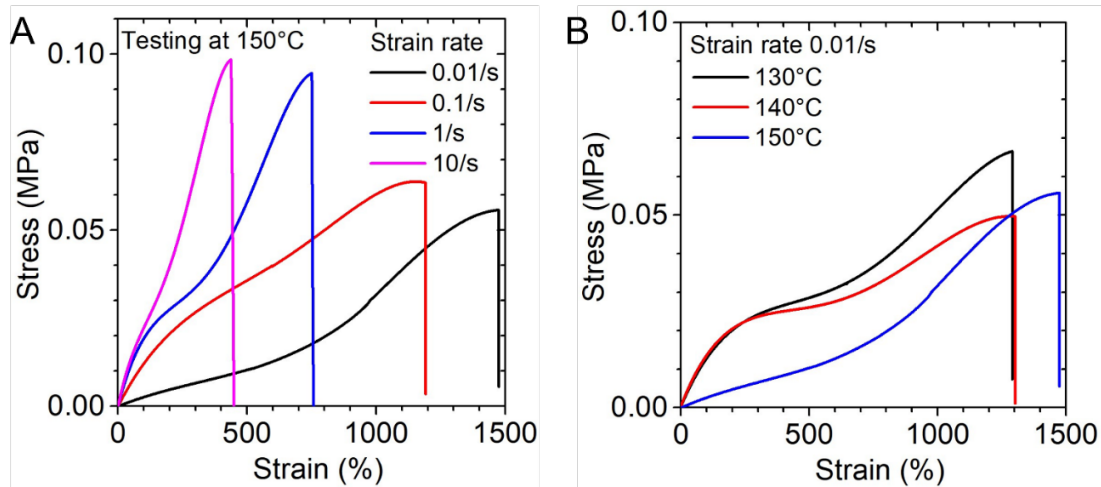 A
Testing at 150°C
Strain rate
0.01/s
0.1/s
1/s
10/s
0.10
0.05
0.00
Stress (MPa)
0
500
1000
1500
Strain (%)
B
Strain rate 0.01/s
130°C
140°C
150°C
0.10
0.05
0.00
Stress (MPa)
0
500
1000
1500
Strain (%)